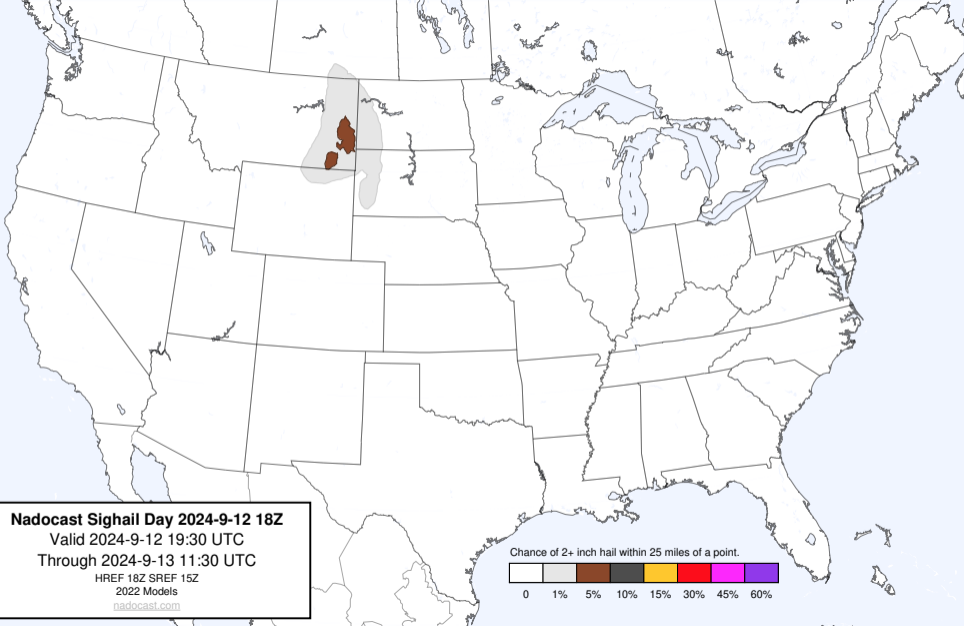 Nadocast Sighail Day 2024-9-12 18Z
Valid 2024-9-12 19:30 UTC
Through 2024-9-13 11:30 UTC
HREF 18Z SREF 15Z
2022 Models
nadocast.com
Chance of 2+ inch hail within 25 miles of a point.
0 1% 5% 10% 15% 30% 45% 60%